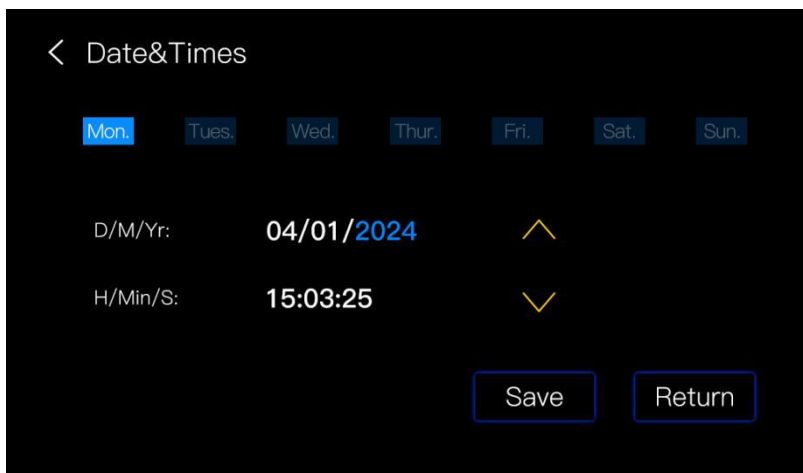 Date&Times
Mon. Tues. Wed. Thur. Fri. Sat. Sun.
D/M/Yr: 04/01/2024
H/Min/S: 15:03:25
Save Return